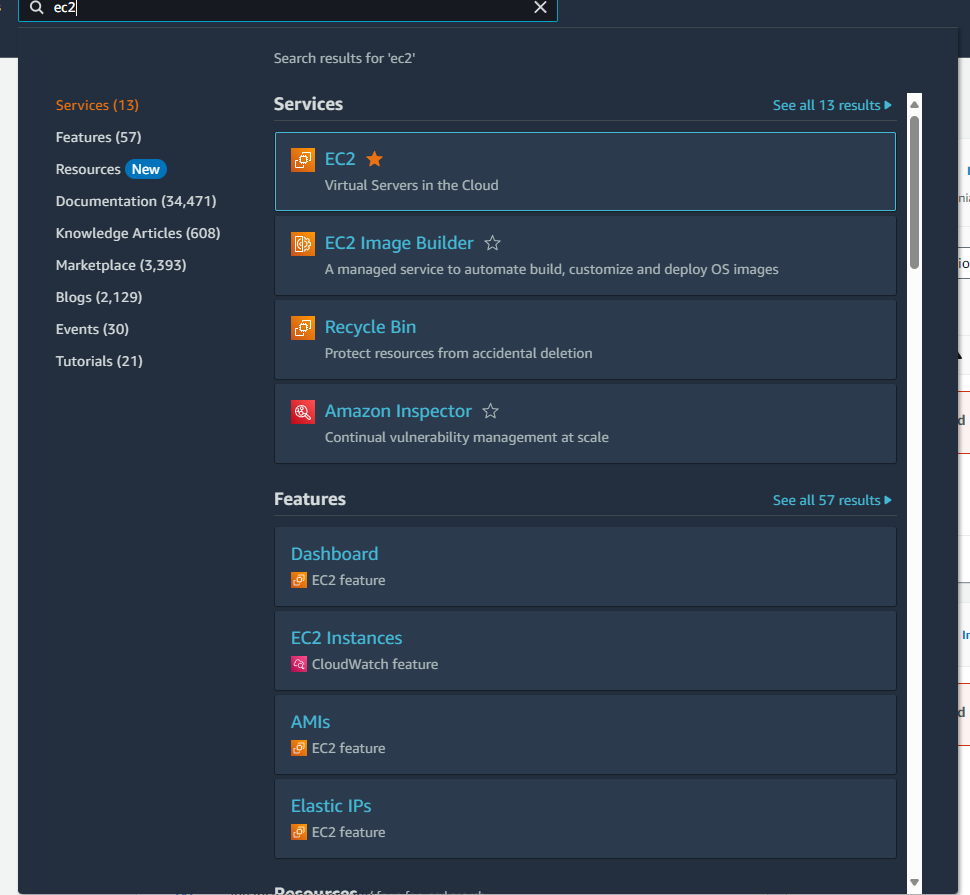 ec2
Search results for 'ec2'
Services (13)
Features (57)
Resources New
Documentation (34,471)
Knowledge Articles (608)
Marketplace (3,393)
Blogs (2,129)
Events (30)
Tutorials (21)
Services
See all 13 results
EC2
Virtual Servers in the Cloud
EC2 Image Builder
A managed service to automate build, customize and deploy OS images
Recycle Bin
Protect resources from accidental deletion
Amazon Inspector
Continual vulnerability management at scale
Features
See all 57 results
Dashboard
EC2 feature
EC2 Instances
CloudWatch feature
AMIs
EC2 feature
Elastic IPs
EC2 feature
Resources